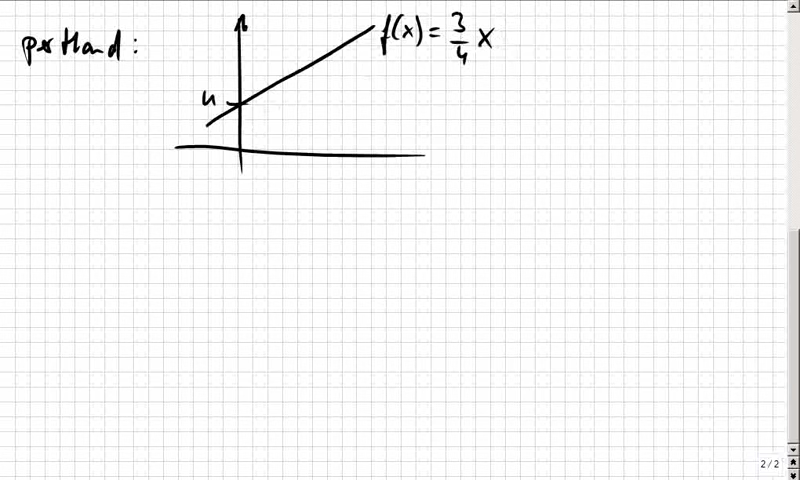 per Hand :
f(x) = 3/4 x
4
2/2